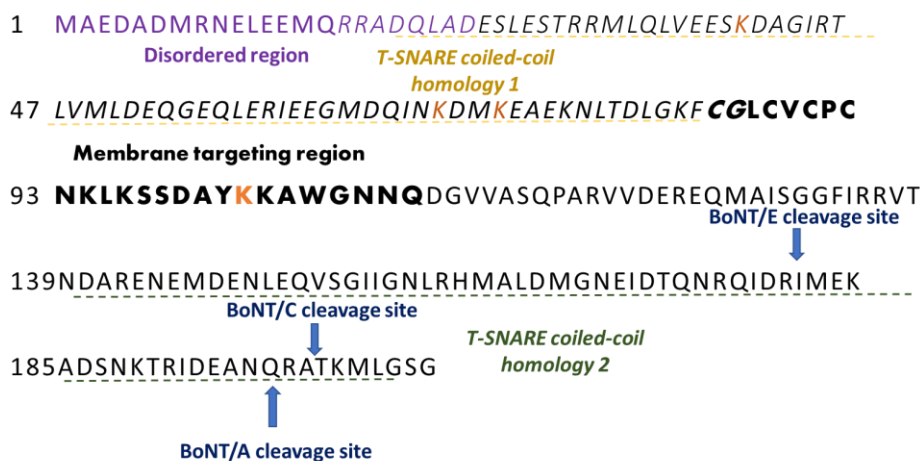 1 MAEDADMRNELEEMQRRADQLADESLESTRRMLQLVEESKDAGIRT
Disordered region
T-SNARE coiled-coil
homology 1
47 LVMLDEQGEQLERIEEGMDQINKDMKEAEKNLTDLGKFCGLCVCPC
Membrane targeting region
93 NKLKSSDAYKKAWGNNQDGVVASQPARVVDEREQMAISGGFIRRVT
BoNT/E cleavage site
139NDARENEMDENLEQVSGIIGNLRHMALDMGNEIDTQNRQIDRIMEK
BoNT/C cleavage site
T-SNARE coiled-coil
homology 2
185ADSNKTRIDEANQRATKMLGSG
BoNT/A cleavage site